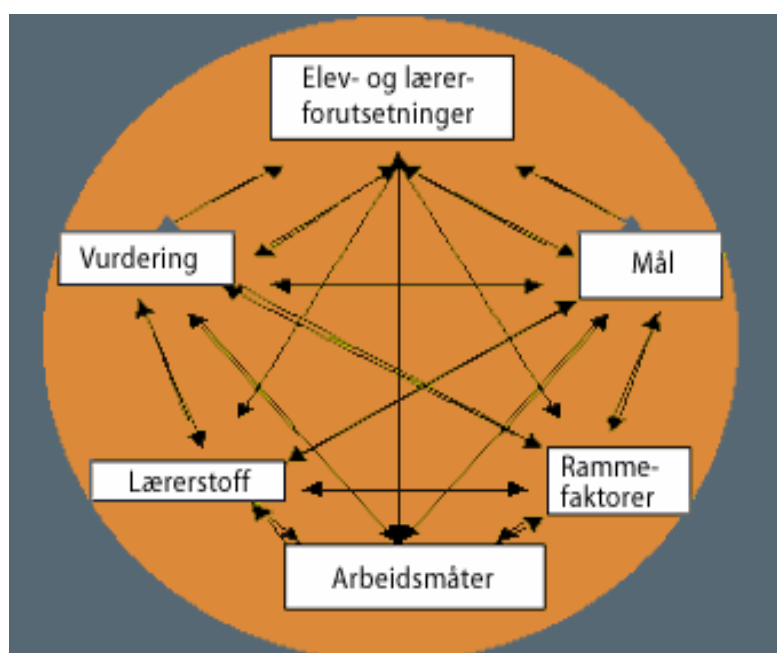 Elev- og lærer-
forutsetninger
Vurdering
Mål
Lærerstoff
Ramme-
faktorer
Arbeidsmåter